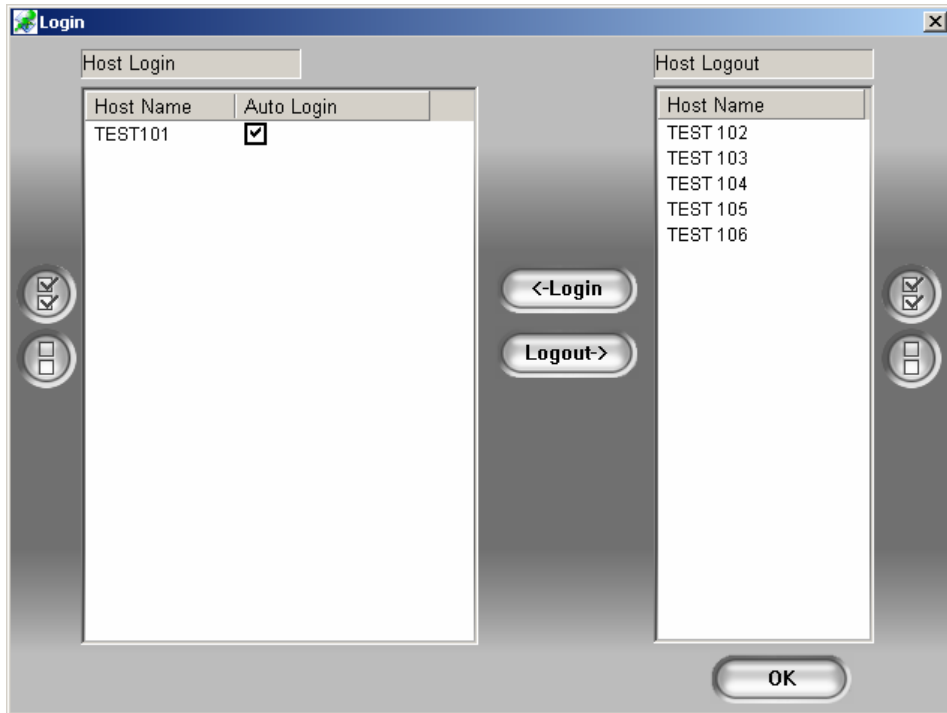 Login
Host Login
Host Name Auto Login
TEST101
<-Login
Logout->
Host Logout
Host Name
TEST 102
TEST 103
TEST 104
TEST 105
TEST 106
OK